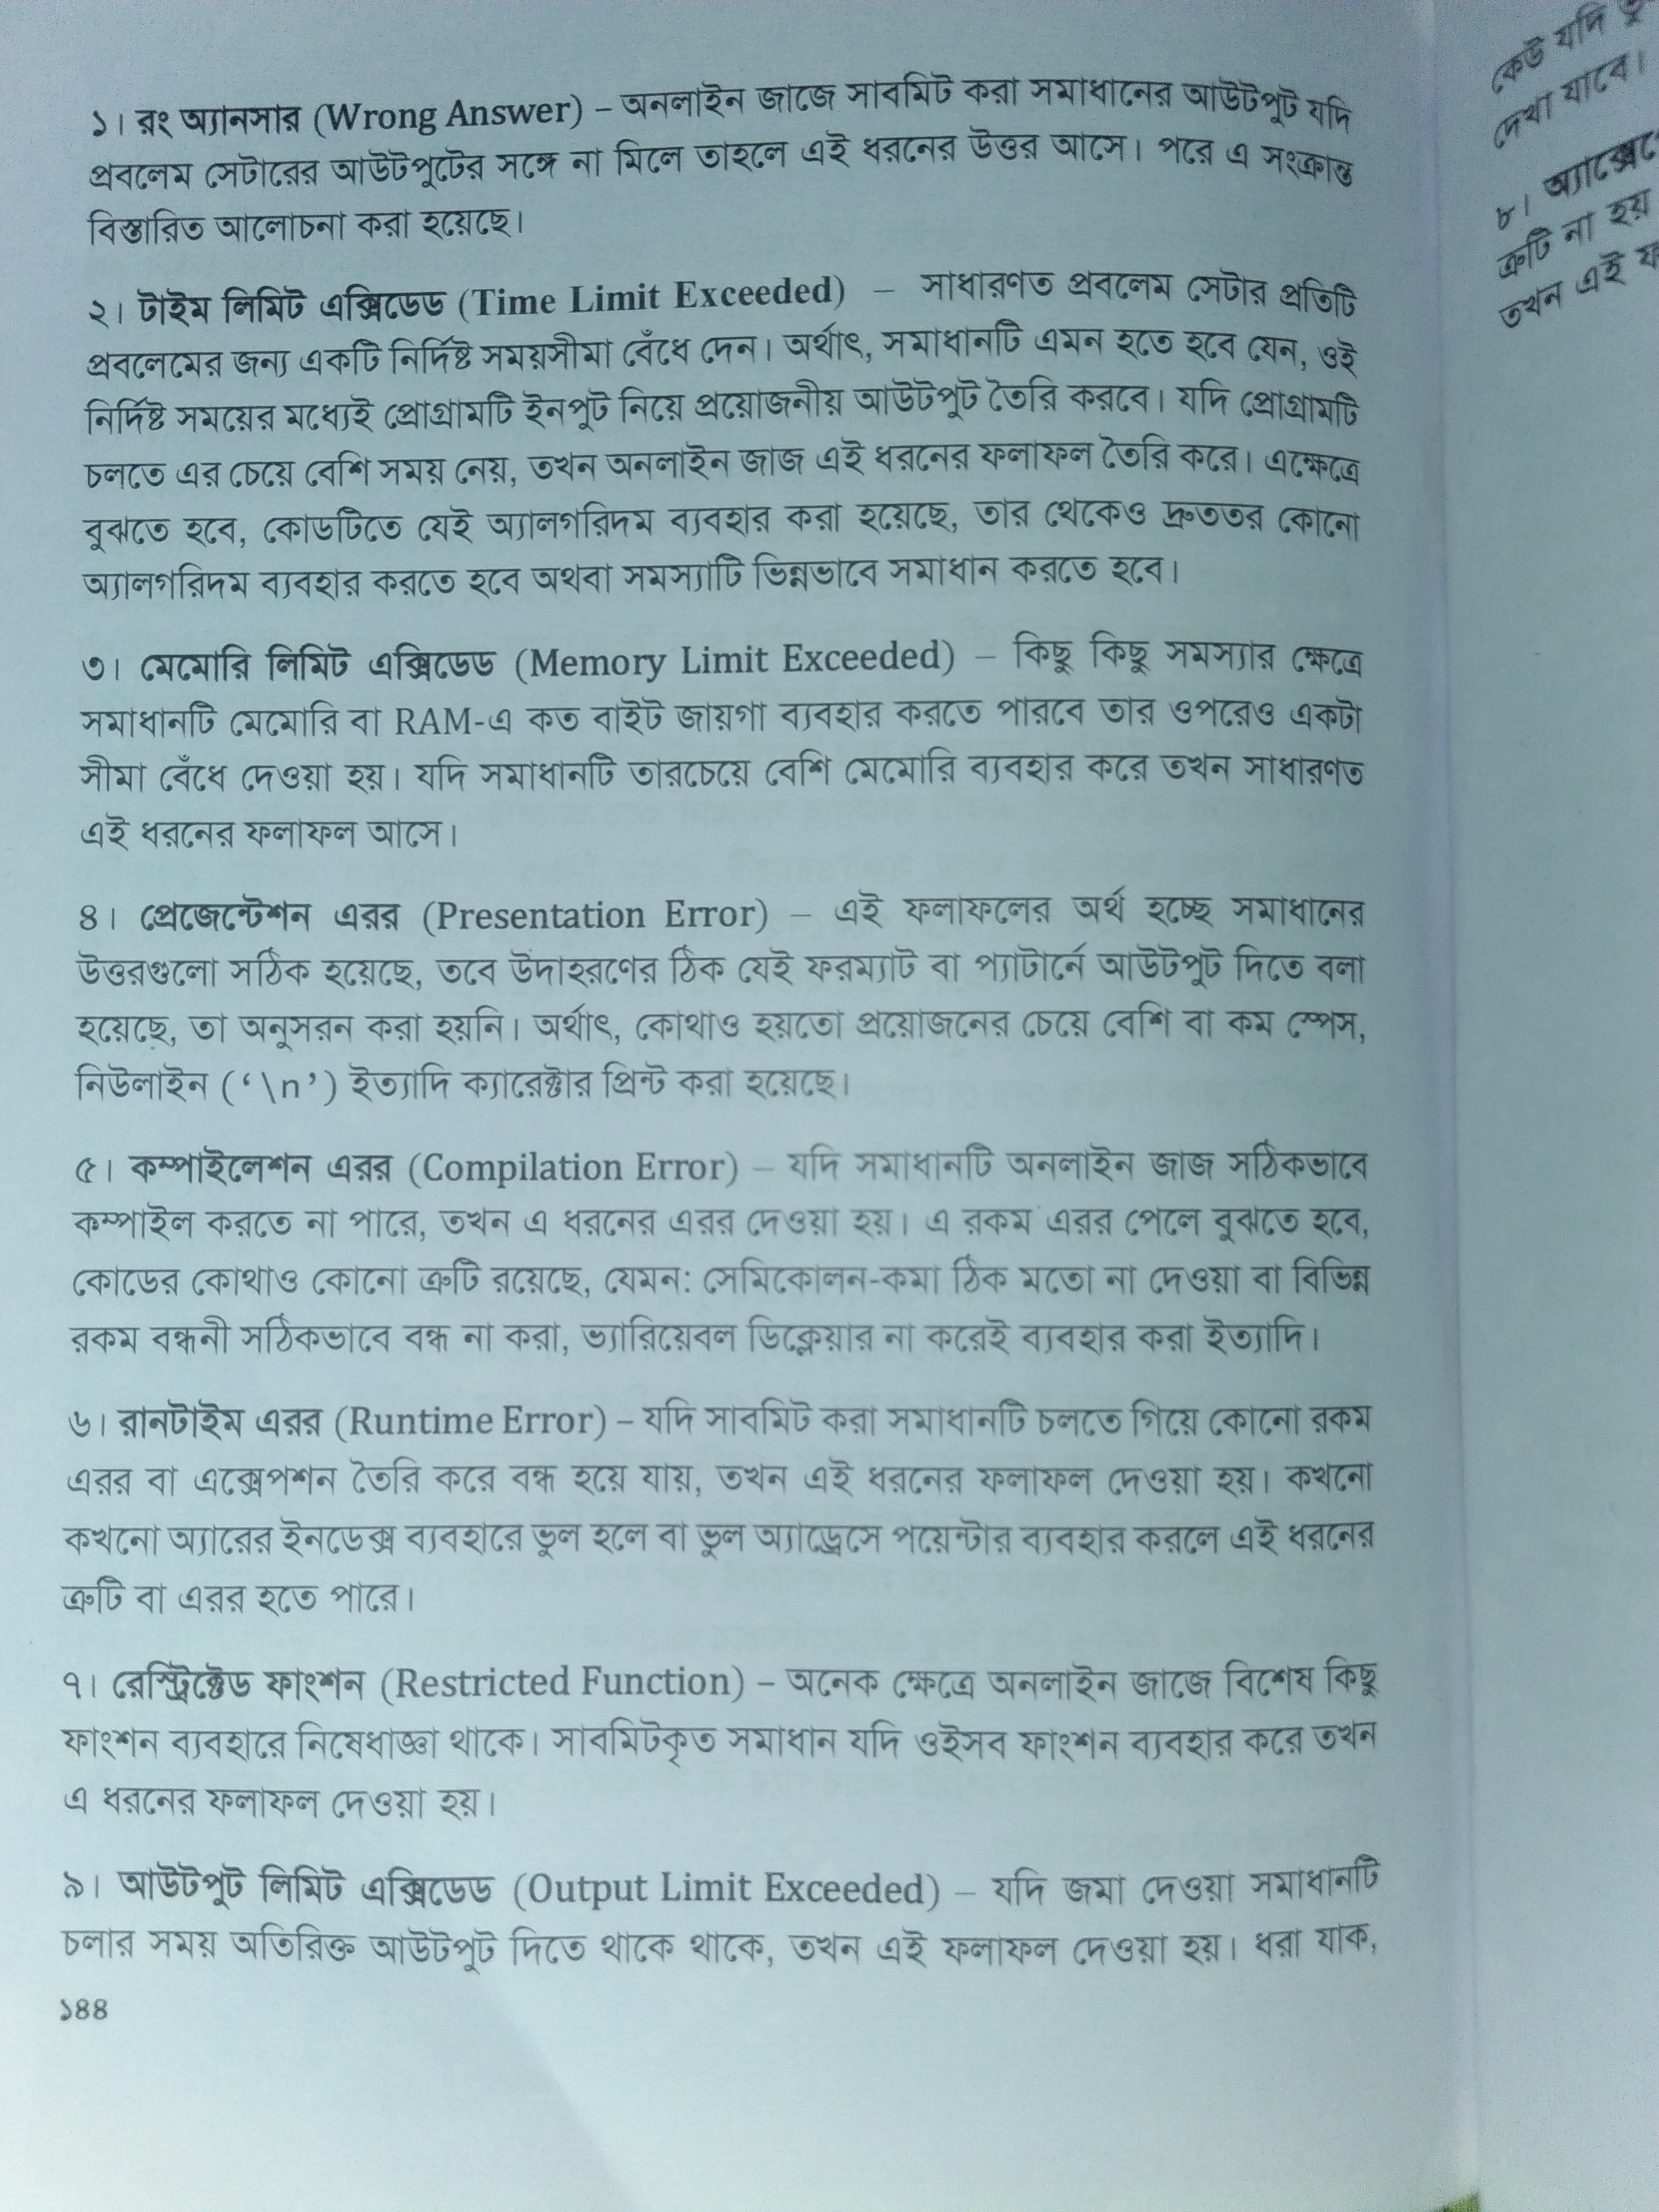 ১। রং অ্যানসার (Wrong Answer) – অনলাইন জাজে সাবমিট করা সমাধানের আউটপুট যদি
প্রবলেম সেটারের আউটপুটের সঙ্গে না মিলে তাহলে এই ধরনের উত্তর আসে। পরে এ সংক্রান্ত
বিস্তারিত আলোচনা করা হয়েছে।
২। টাইম লিমিট এক্সিডেড (Time Limit Exceeded) – সাধারণত প্রবলেম সেটার প্রতিটি
প্রবলেমের জন্য একটি নির্দিষ্ট সময়সীমা বেঁধে দেন। অর্থাৎ, সমাধানটি এমন হতে হবে যেন, ওই
নির্দিষ্ট সময়ের মধ্যেই প্রোগ্রামটি ইনপুট নিয়ে প্রয়োজনীয় আউটপুট তৈরি করবে। যদি প্রোগ্রামটি
চলতে এর চেয়ে বেশি সময় নেয়, তখন অনলাইন জাজ এই ধরনের ফলাফল তৈরি করে। এক্ষেত্রে
বুঝতে হবে, কোডটিতে যেই অ্যালগরিদম ব্যবহার করা হয়েছে, তার থেকেও দ্রুততর কোনো
অ্যালগরিদম ব্যবহার করতে হবে অথবা সমস্যাটি ভিন্নভাবে সমাধান করতে হবে।
৩। মেমোরি লিমিট এক্সিডেড (Memory Limit Exceeded) – কিছু কিছু সমস্যার ক্ষেত্রে
সমাধানটি মেমোরি বা RAM-এ কত বাইট জায়গা ব্যবহার করতে পারবে তার ওপরেও একটা
সীমা বেঁধে দেওয়া হয়। যদি সমাধানটি তারচেয়ে বেশি মেমোরি ব্যবহার করে তখন সাধারণত
এই ধরনের ফলাফল আসে।
৪। প্রেজেন্টেশন এরর (Presentation Error) – এই ফলাফলের অর্থ হচ্ছে সমাধানের
উত্তরগুলো সঠিক হয়েছে, তবে উদাহরণের ঠিক যেই ফরম্যাট বা প্যাটার্নে আউটপুট দিতে বলা
হয়েছে, তা অনুসরন করা হয়নি। অর্থাৎ, কোথাও হয়তো প্রয়োজনের চেয়ে বেশি বা কম স্পেস,
নিউলাইন (‘\n’) ইত্যাদি ক্যারেক্টার প্রিন্ট করা হয়েছে।
৫। কম্পাইলেশন এরর (Compilation Error) – যদি সমাধানটি অনলাইন জাজ সঠিকভাবে
কম্পাইল করতে না পারে, তখন এ ধরনের এরর দেওয়া হয়। এ রকম এরর পেলে বুঝতে হবে,
কোডের কোথাও কোনো ত্রুটি রয়েছে, যেমন: সেমিকোলন-কমা ঠিক মতো না দেওয়া বা বিভিন্ন
রকম বন্ধনী সঠিকভাবে বন্ধ না করা, ভ্যারিয়েবল ডিক্লেয়ার না করেই ব্যবহার করা ইত্যাদি।
৬। রানটাইম এরর (Runtime Error) – যদি সাবমিট করা সমাধানটি চলতে গিয়ে কোনো রকম
এরর বা এক্সেপশন তৈরি করে বন্ধ হয়ে যায়, তখন এই ধরনের ফলাফল দেওয়া হয়। কখনো
কখনো অ্যারের ইনডেক্স ব্যবহারে ভুল হলে বা ভুল অ্যাড্রেসে পয়েন্টার ব্যবহার করলে এই ধরনের
ত্রুটি বা এরর হতে পারে।
৭। রেস্ট্রিক্টেড ফাংশন (Restricted Function) – অনেক ক্ষেত্রে অনলাইন জাজে বিশেষ কিছু
ফাংশন ব্যবহারে নিষেধাজ্ঞা থাকে। সাবমিটকৃত সমাধান যদি ওইসব ফাংশন ব্যবহার করে তখন
এ ধরনের ফলাফল দেওয়া হয়।
৯। আউটপুট লিমিট এক্সিডেড (Output Limit Exceeded) – যদি জমা দেওয়া সমাধানটি
চলার সময় অতিরিক্ত আউটপুট দিতে থাকে থাকে, তখন এই ফলাফল দেওয়া হয়। ধরা যাক,
১৪৪
কেউ যদি
দেখা যাবে।
৮।
ত্রুটি না হয়
তখন এই